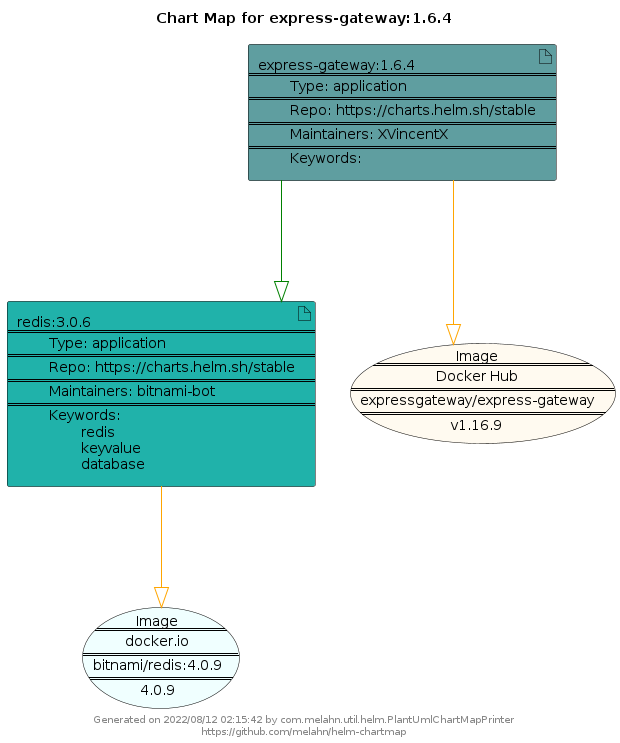 Chart Map for express-gateway:1.6.4
express-gateway:1.6.4
Type: application
Repo: https://charts.helm.sh/stable
Maintainers: XVincentX
Keywords:
redis:3.0.6
Type: application
Repo: https://charts.helm.sh/stable
Maintainers: bitnami-bot
Keywords:
redis
keyvalue
database
Image
Docker Hub
expressgateway/express-gateway
v1.16.9
Image
docker.io
bitnami/redis:4.0.9
4.0.9
Generated on 2022/08/12 02:15:42 by com.melahn.util.helm.PlantUmlChartMapPrinter
https://github.com/melahn/helm-chartmap